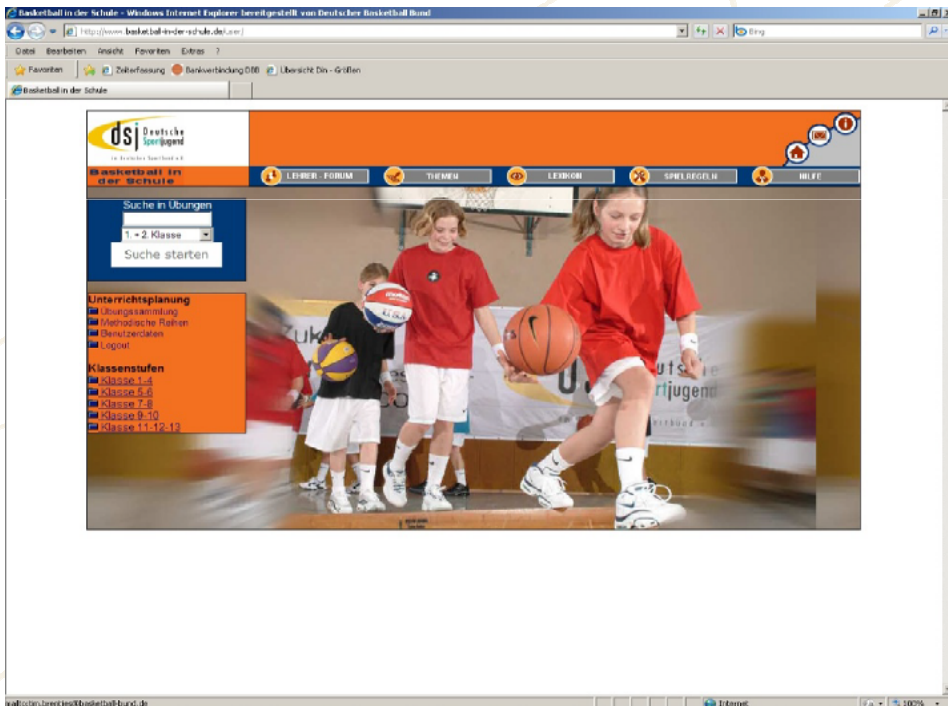 Basketball in der Schule - Windows Internet Explorer bereitgestellt von Deutscher Basketball Bund
http://www.basketball-in-der-schule.de/user/
Bing
Datei Bearbeiten Ansicht Favoriten Extras ?
Favoriten Zeiterfassung Bankverbindung DBB Übersicht Din - Größen
Basketball in der Schule
dsj Deutsche
Sportjugend
Basketball in
der Schule
LEHRER - FORUM THEMEN LEXIKON SPIELREGELN HILFE
Suche in Übungen
1. - 2. Klasse
Suche starten
Unterrichtsplanung
Übungssammlung
Methodische Reihen
Benutzerdaten
Logout
Klassenstufen
Klasse 1-4
Klasse 5-6
Klasse 7-8
Klasse 9-10
Klasse 11-12-13
Zuk
rtjugend
Internet
100%